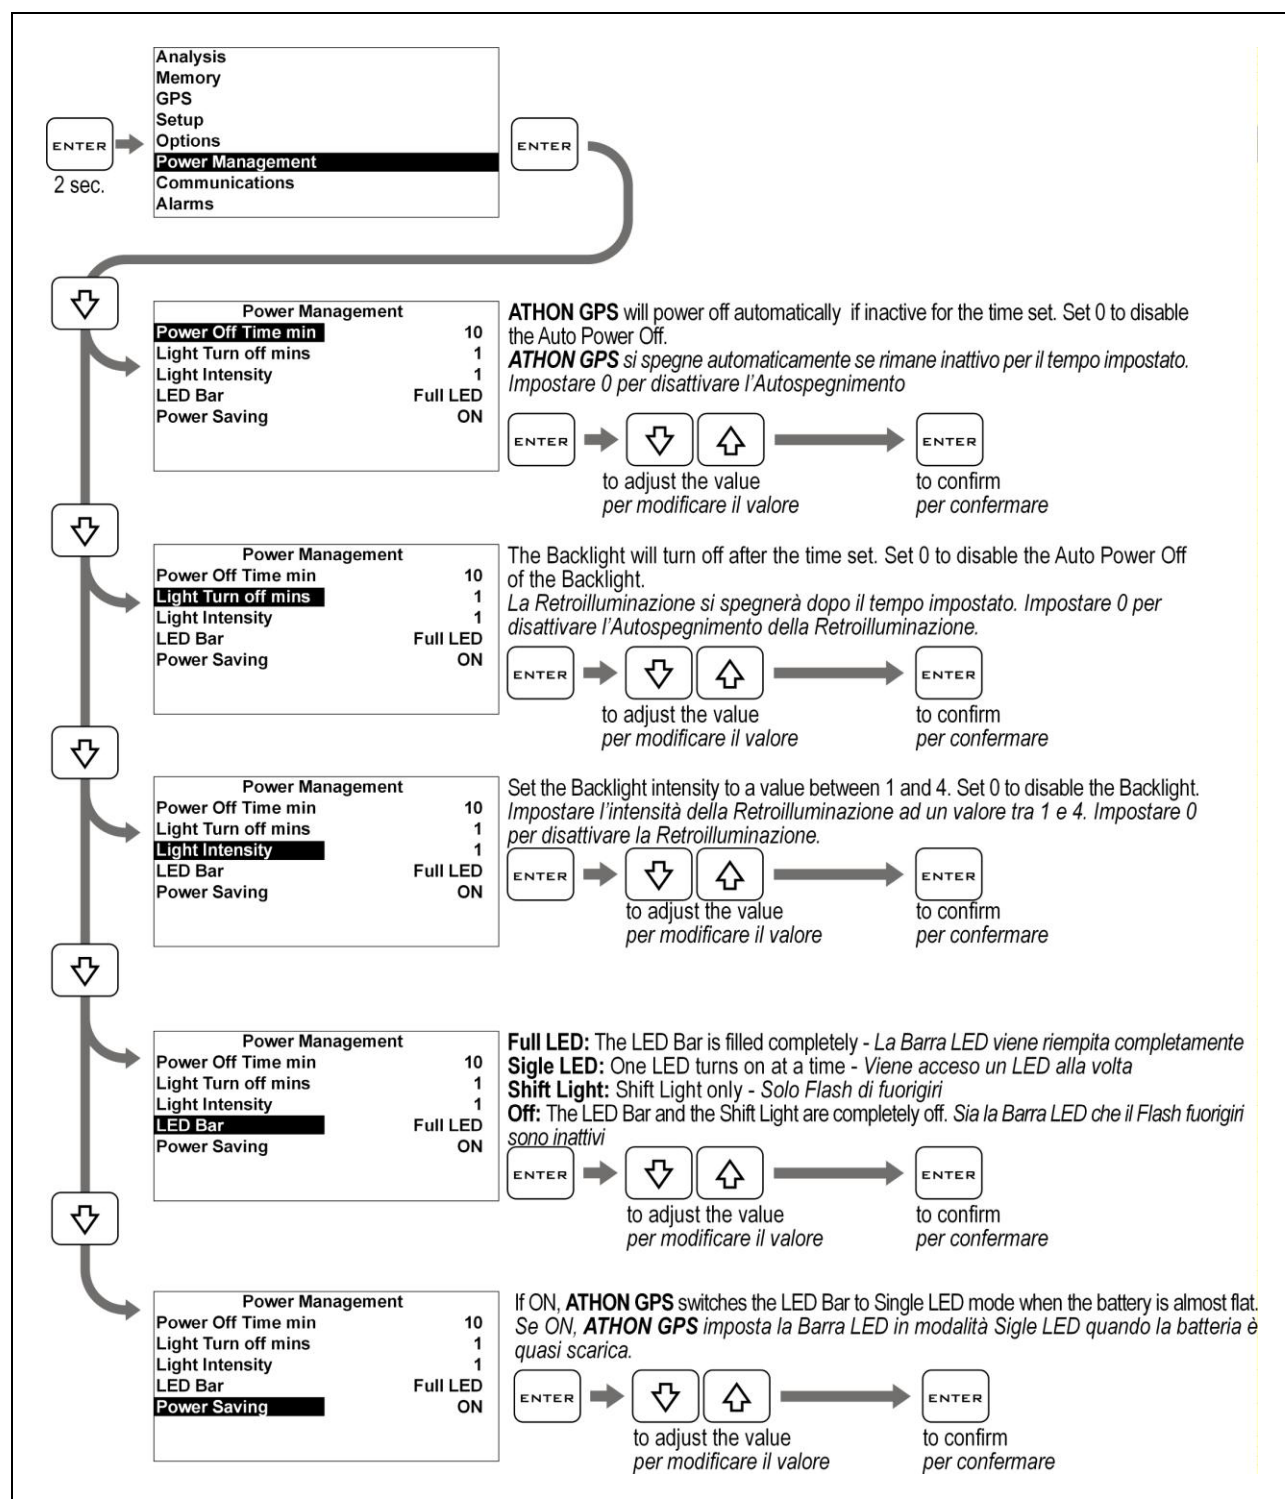 Analysis
Memory
GPS
Setup
Options
Power Management
Communications
Alarms
ENTER
2 sec.
ENTER
Power Management
Power Off Time min 10
Light Turn off mins 1
Light Intensity 1
LED Bar Full LED
Power Saving ON
ATHON GPS will power off automatically if inactive for the time set. Set 0 to disable
the Auto Power Off.
ATHON GPS si spegne automaticamente se rimane inattivo per il tempo impostato.
Impostare 0 per disattivare l'Autospegnimento
ENTER
ENTER
to adjust the value
per modificare il valore
to confirm
per confermare
Power Management
Power Off Time min 10
Light Turn off mins 1
Light Intensity 1
LED Bar Full LED
Power Saving ON
The Backlight will turn off after the time set. Set 0 to disable the Auto Power Off
of the Backlight.
La Retroilluminazione si spegnerà dopo il tempo impostato. Impostare 0 per
disattivare l'Autospegnimento della Retroilluminazione.
ENTER
ENTER
to adjust the value
per modificare il valore
to confirm
per confermare
Power Management
Power Off Time min 10
Light Turn off mins 1
Light Intensity 1
LED Bar Full LED
Power Saving ON
Set the Backlight intensity to a value between 1 and 4. Set 0 to disable the Backlight.
Impostare l'intensità della Retroilluminazione ad un valore tra 1 e 4. Impostare 0
per disattivare la Retroilluminazione.
ENTER
ENTER
to adjust the value
per modificare il valore
to confirm
per confermare
Power Management
Power Off Time min 10
Light Turn off mins 1
Light Intensity 1
LED Bar Full LED
Power Saving ON
Full LED: The LED Bar is filled completely - La Barra LED viene riempita completamente
Sigle LED: One LED turns on at a time - Viene acceso un LED alla volta
Shift Light: Shift Light only - Solo Flash di fuorigiri
Off: The LED Bar and the Shift Light are completely off. Sia la Barra LED che il Flash fuorigiri
sono inattivi
ENTER
ENTER
to adjust the value
per modificare il valore
to confirm
per confermare
Power Management
Power Off Time min 10
Light Turn off mins 1
Light Intensity 1
LED Bar Full LED
Power Saving ON
If ON, ATHON GPS switches the LED Bar to Single LED mode when the battery is almost flat.
Se ON, ATHON GPS imposta la Barra LED in modalità Sigle LED quando la batteria è
quasi scarica.
ENTER
ENTER
to adjust the value
per modificare il valore
to confirm
per confermare